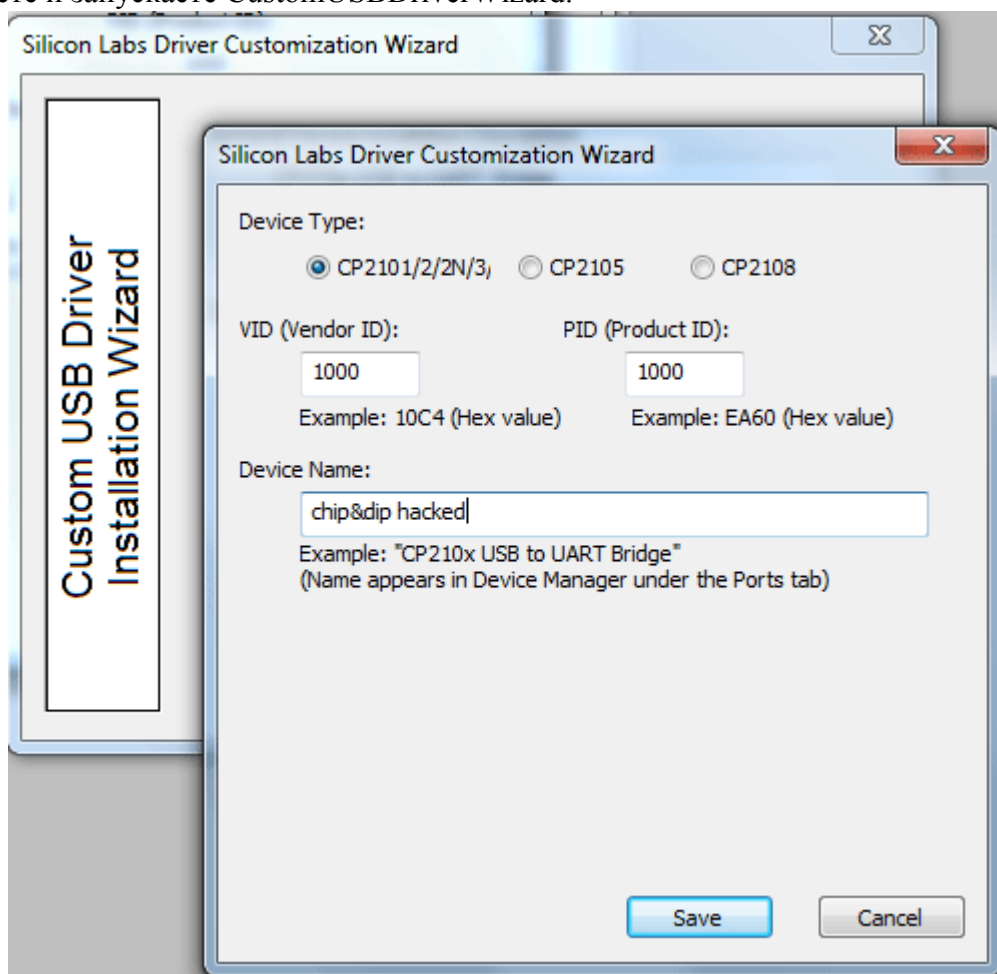 и запускаете CustomUSBDriverWizard.
Silicon Labs Driver Customization Wizard
Custom USB Driver
Installation Wizard
Silicon Labs Driver Customization Wizard
Device Type:
CP2101/2/2N/3/ CP2105 CP2108
VID (Vendor ID): PID (Product ID):
1000 1000
Example: 10C4 (Hex value) Example: EA60 (Hex value)
Device Name:
chip&dip hacked
Example: "CP210x USB to UART Bridge"
(Name appears in Device Manager under the Ports tab)
Save Cancel